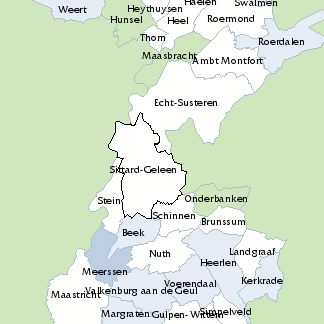 Haelen
Swalmen
Weert
Heythuysen
Hunsel
Heel
Roermond
Thorn
Roerdalen
Maasbracht
Ambt Montfort
Echt-Susteren
Sittard-Geleen
Stein
Onderbanken
Schinnen
Brunssum
Beek
Nuth
Landgraaf
Heerlen
Meerssen
Kerkrade
Voerendaal
Valkenburg aan de Geul
Maastricht
Margraten
Gulpen-Wittem
Simpelveld